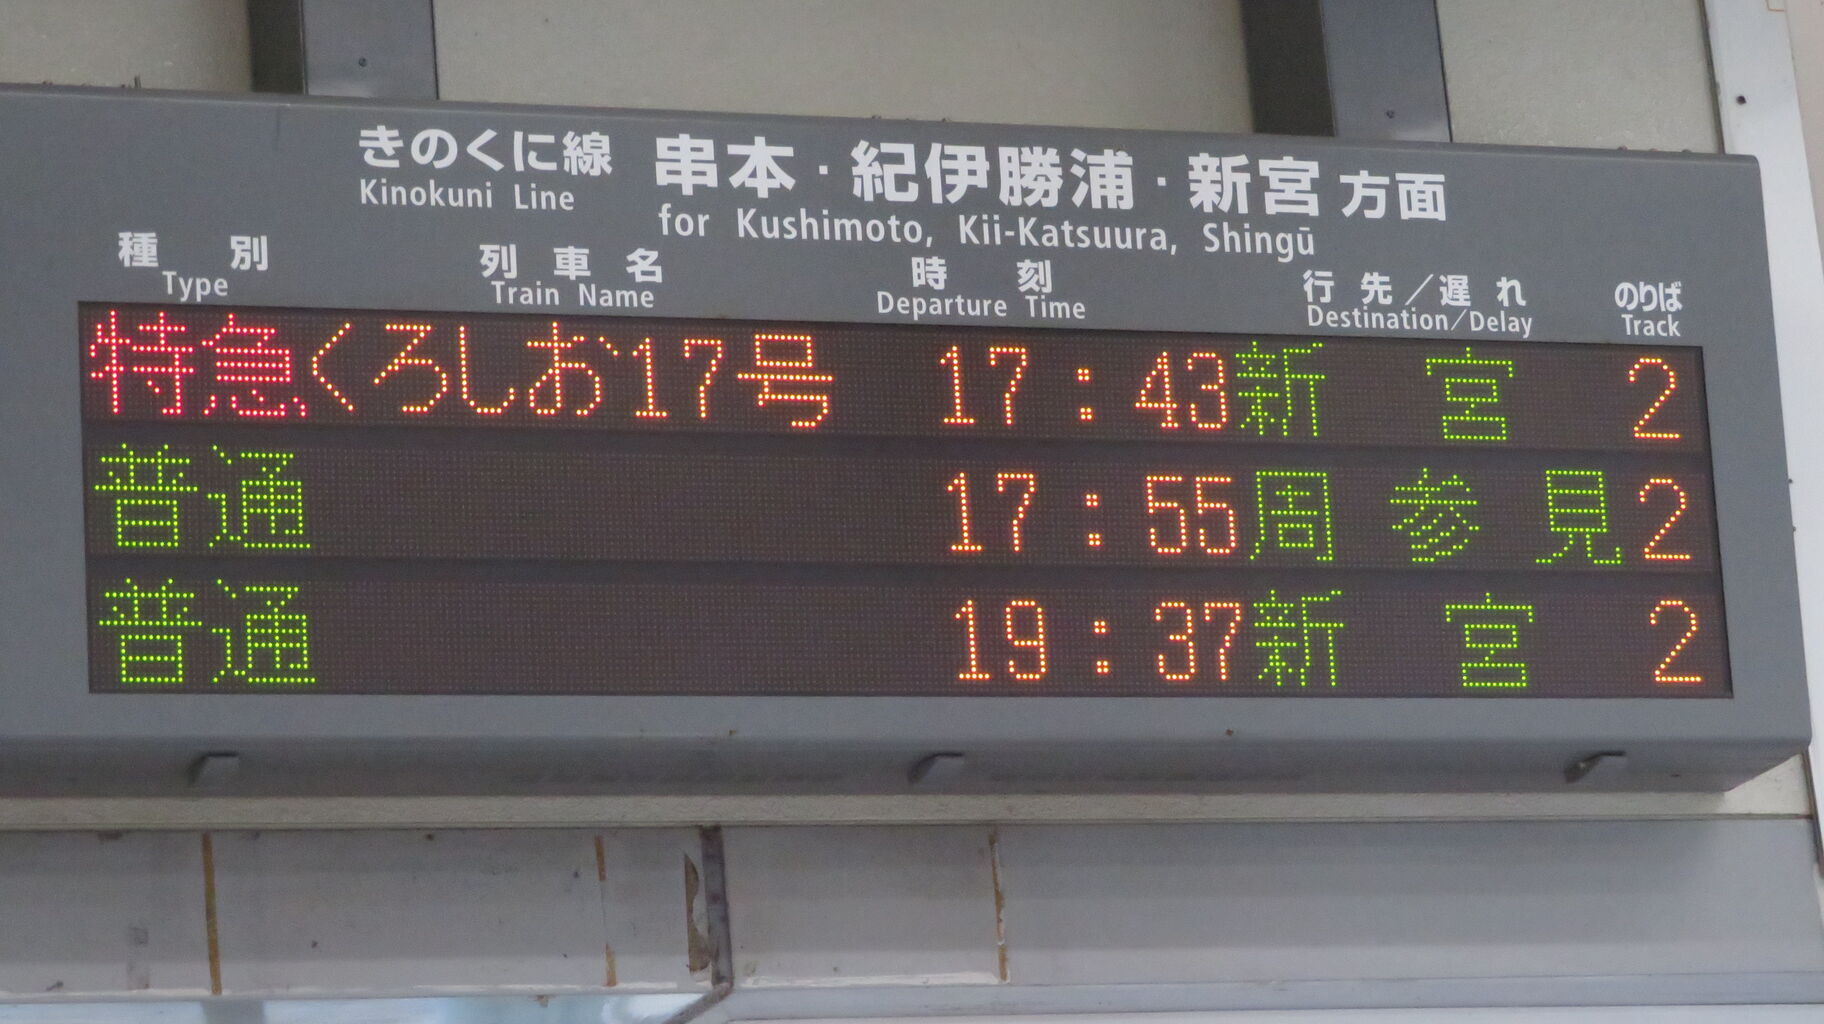 きのくに線 串本・紀伊勝浦・新宮方面
Kinokuni Line for Kushimoto, Kii-Katsuura, Shingū
種別 列車名 時刻 行先／遅れ のりば
Type Train Name Departure Time Destination/Delay Track
特急くろしお17号 17:43 新宮 2
普通 17:55 周参見 2
普通 19:37 新宮 2